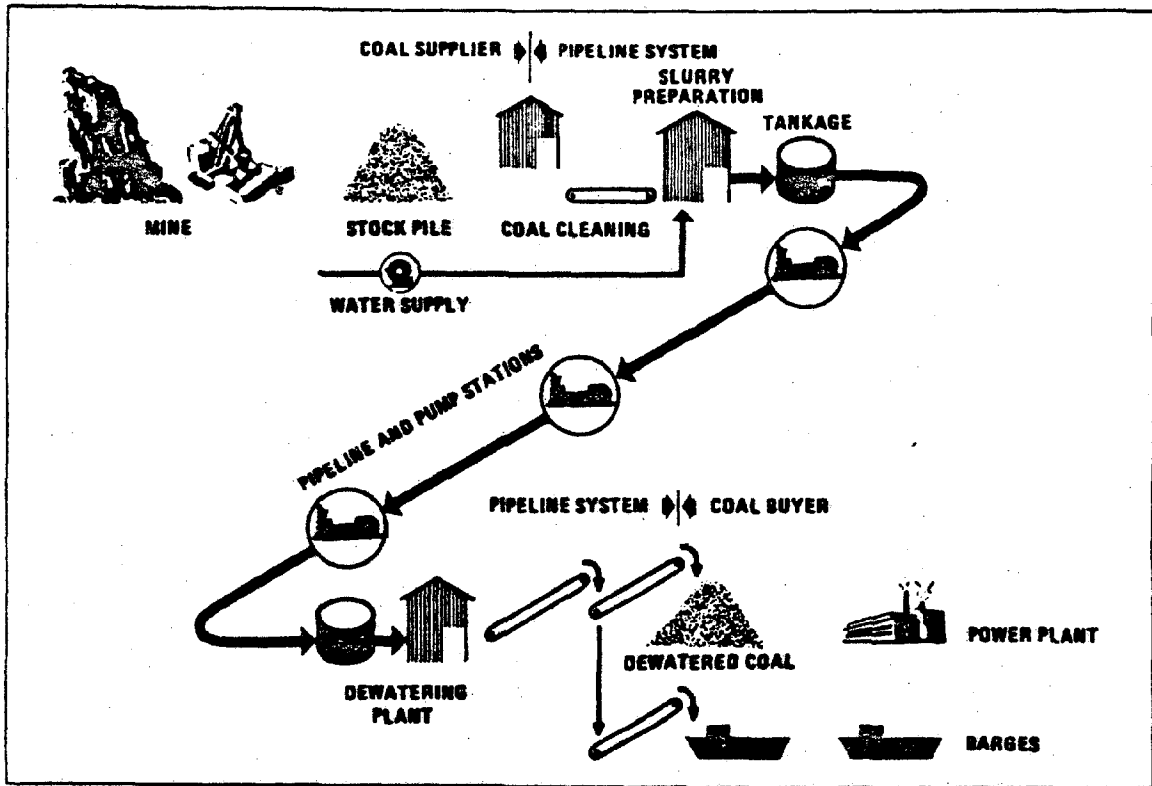 COAL SUPPLIER PIPELINE SYSTEM
SLURRY
PREPARATION
TANKAGE
MINE
STOCK PILE
COAL CLEANING
WATER SUPPLY
PIPELINE AND PUMP STATIONS
PIPELINE SYSTEM COAL BUYER
POWER PLANT
DEWATERED COAL
DEWATERING
PLANT
BARGES